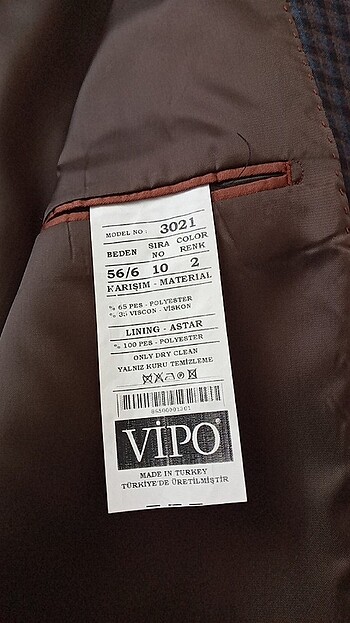 MODEL NO : 3021
BEDEN SIRA NO COLOR RENK
56/6 10 2
KARIŞIM - MATERIAL
% 65 PES - POLYESTER
% 35 VISCON - VİSKON
LINING - ASTAR
% 100 PES - POLYESTER
ONLY DRY CLEAN
YALNIZ KURU TEMİZLEME
VİPO
MADE IN TURKEY
TÜRKİYE'DE ÜRETİLMİŞTİR